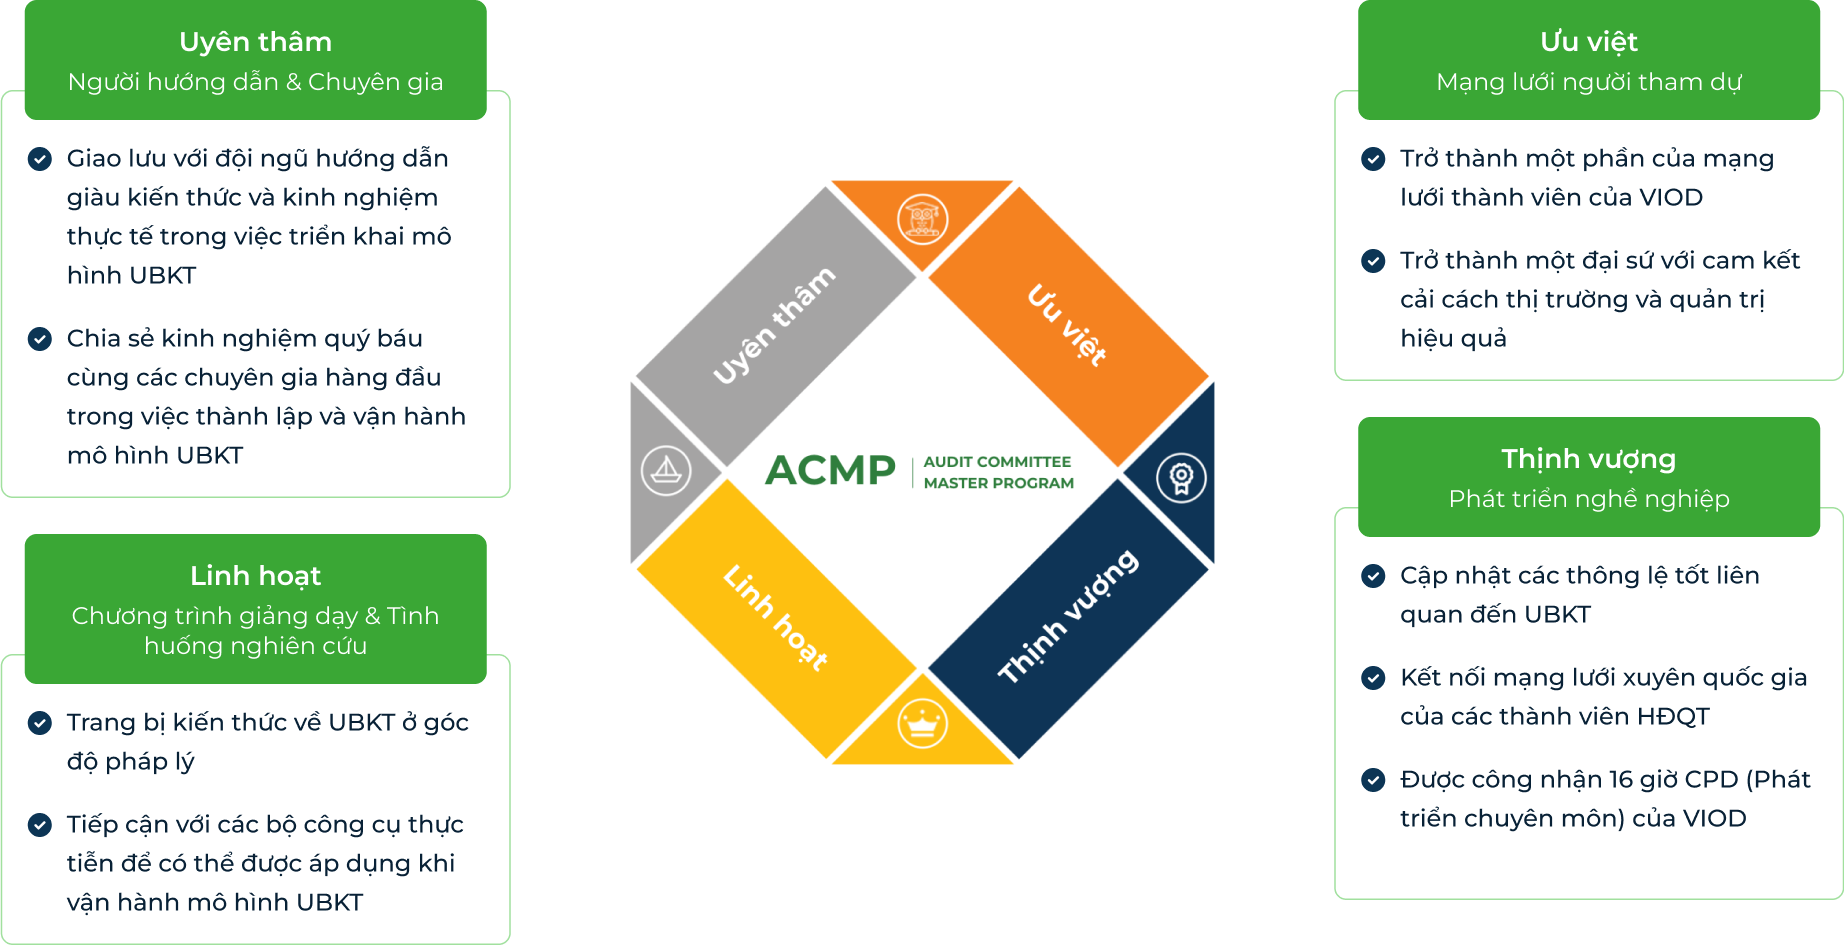 Uyên thâm
Người hướng dẫn & Chuyên gia
Giao lưu với đội ngũ hướng dẫn
giàu kiến thức và kinh nghiệm
thực tế trong việc triển khai mô
hình UBKT
Chia sẻ kinh nghiệm quý báu
cùng các chuyên gia hàng đầu
trong việc thành lập và vận hành
mô hình UBKT
Linh hoạt
Chương trình giảng dạy & Tình
huống nghiên cứu
Trang bị kiến thức về UBKT ở góc
độ pháp lý
Tiếp cận với các bộ công cụ thực
tiễn để có thể được áp dụng khi
vận hành mô hình UBKT
Uyên thâm
Ưu việt
ACMP
AUDIT COMMITTEE
MASTER PROGRAM
Linh hoạt
Thịnh vượng
Ưu việt
Mạng lưới người tham dự
Trở thành một phần của mạng
lưới thành viên của VIOD
Trở thành một đại sứ với cam kết
cải cách thị trường và quản trị
hiệu quả
Thịnh vượng
Phát triển nghề nghiệp
Cập nhật các thông lệ tốt liên
quan đến UBKT
Kết nối mạng lưới xuyên quốc gia
của các thành viên HĐQT
Được công nhận 16 giờ CPD (Phát
triển chuyên môn) của VIOD